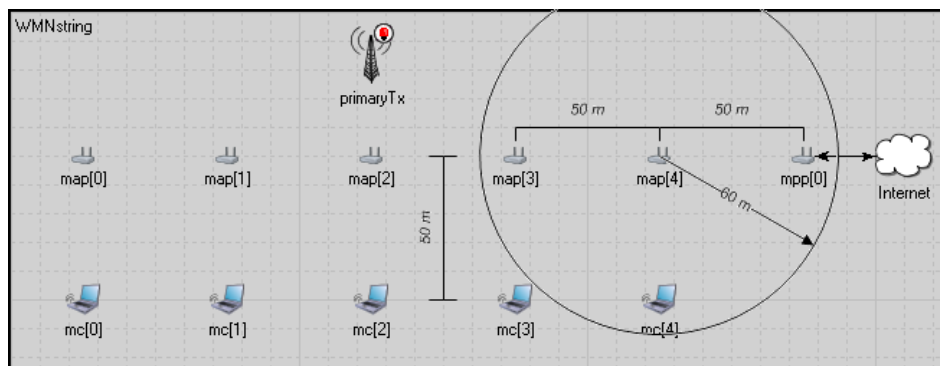 WMNstring
primaryTx
50 m 50 m
map[0] map[1] map[2] map[3] map[4] mpp[0]
Internet
60 m
50 m
mc[0] mc[1] mc[2] mc[3] mc[4]